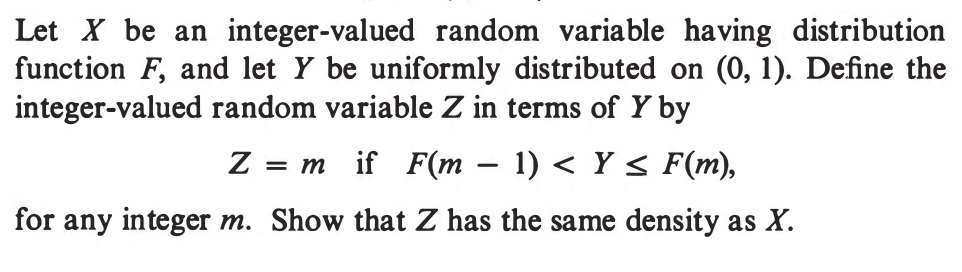 Let X be an integer-valued random variable having distribution
function F, and let Y be uniformly distributed on (0, 1). Define the
integer-valued random variable Z in terms of Y by
Z = m if F(m − 1) < Y ≤ F(m),
for any integer m. Show that Z has the same density as X.